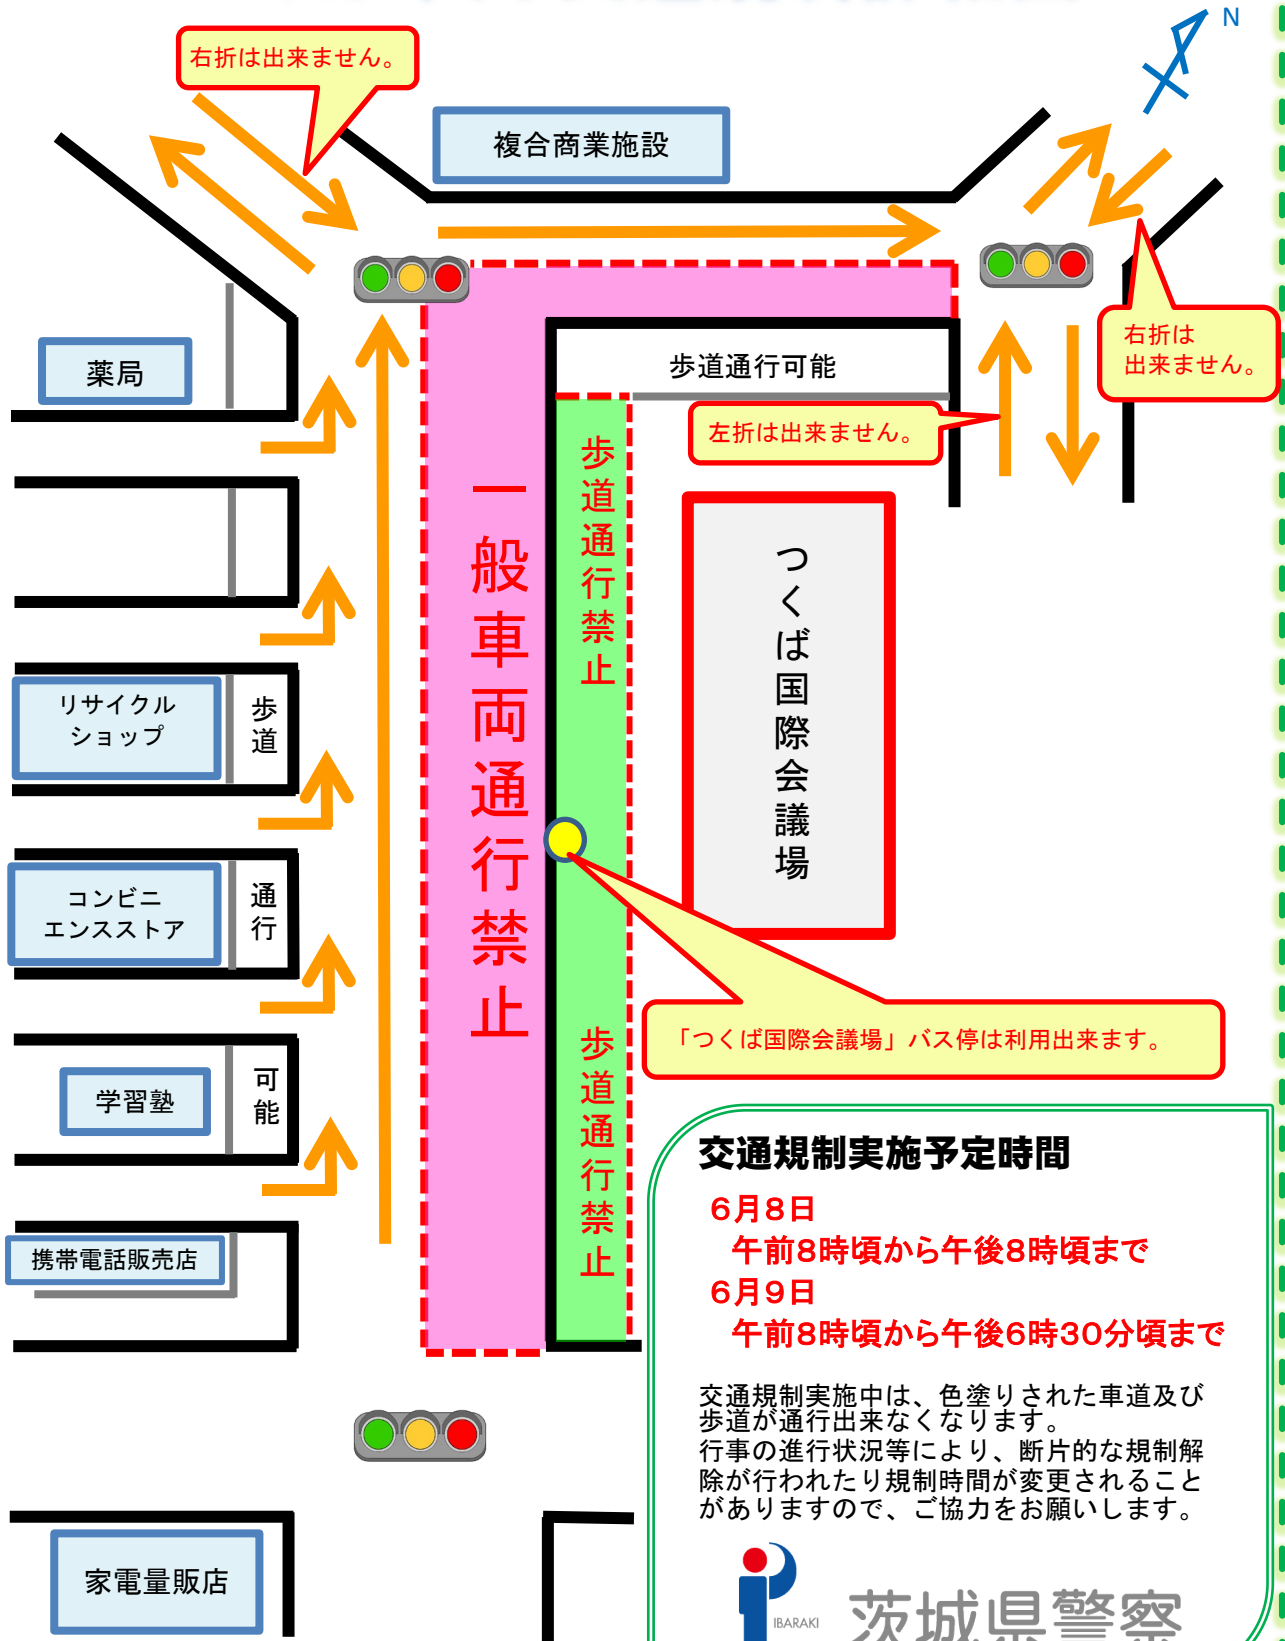 N
右折は出来ません。
複合商業施設
右折は
出来ません。
薬局
歩道通行可能
左折は出来ません。
歩道通行禁止
一般車両通行禁止
つくば国際会議場
リサイクル
ショップ
歩道
コンビニ
エンスストア
通行
「つくば国際会議場」バス停は利用出来ます。
歩道通行禁止
学習塾
可能
携帯電話販売店
交通規制実施予定時間
6月8日
午前8時頃から午後8時頃まで
6月9日
午前8時頃から午後6時30分頃まで
交通規制実施中は、色塗りされた車道及び
歩道が通行出来なくなります。
行事の進行状況等により、断片的な規制解
除が行われたり規制時間が変更されること
がありますので、ご協力をお願いします。
家電量販店
IBARAKI
茨城県警察